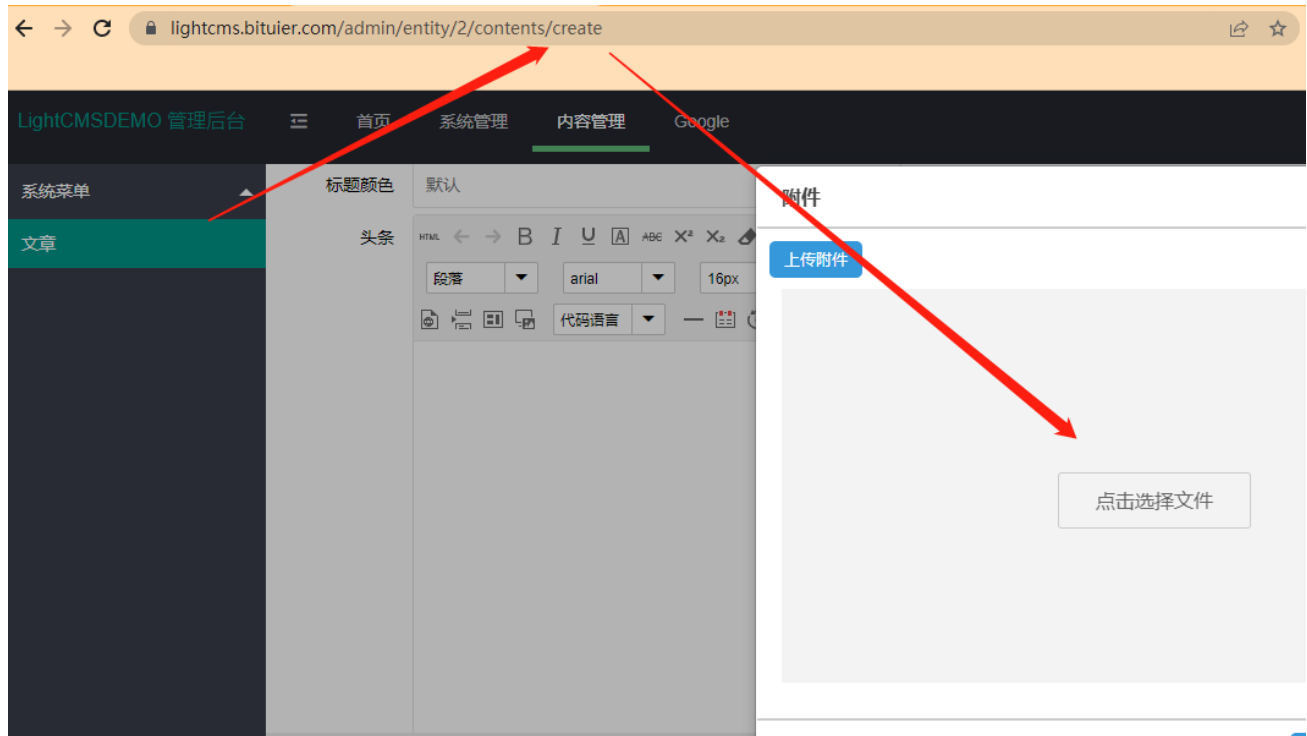 lightcms.bituier.com/admin/entity/2/contents/create
LightCMSDEMO 管理后台 首页 系统管理 内容管理 Google
系统菜单
文章
标题颜色 默认
头条
HTML B I U A ABC X² X₂
段落 arial 16px
代码语言
附件
上传附件
点击选择文件